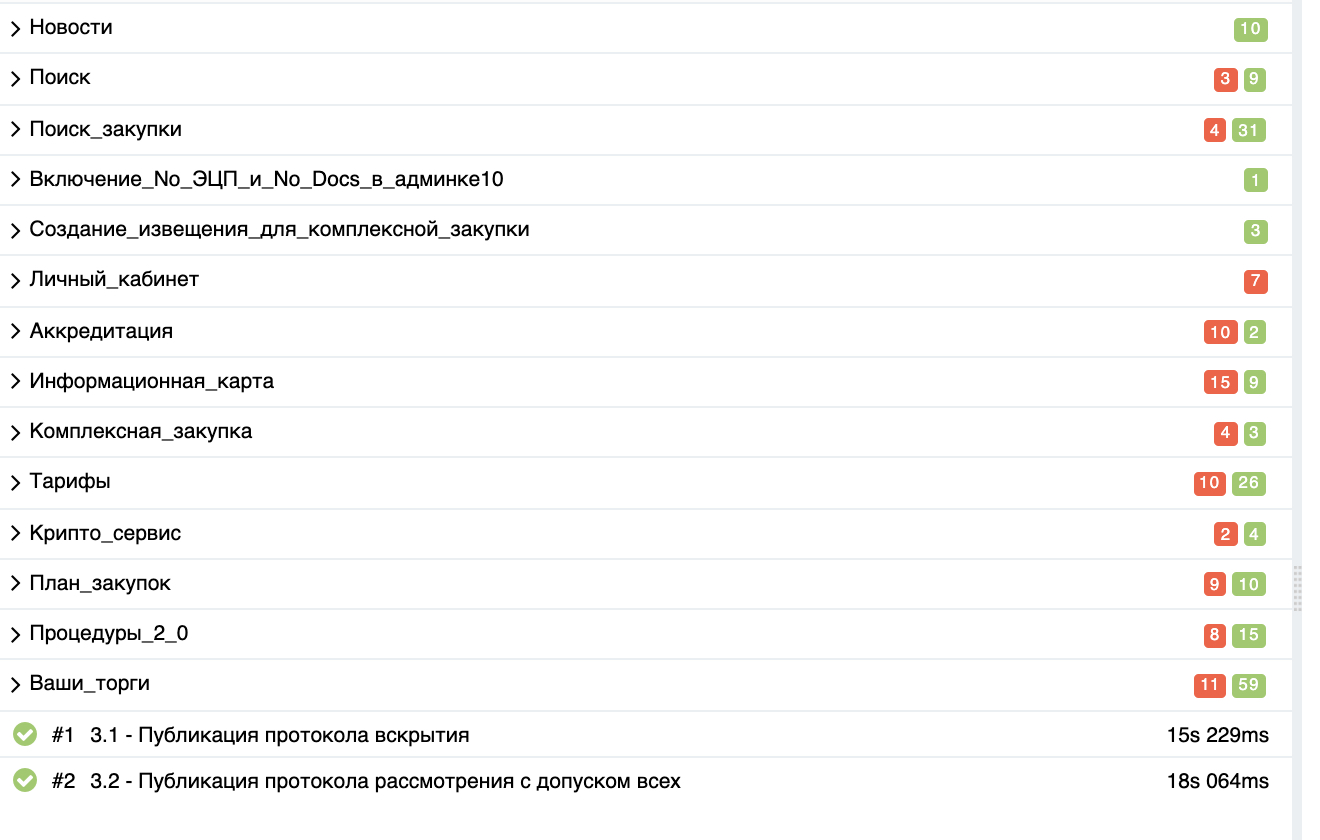 Новости 10
Поиск 3 9
Поиск_закупки 4 31
Включение_No_ЭЦП_и_No_Docs_в_админке10 1
Создание_извещения_для_комплексной_закупки 3
Личный_кабинет 7
Аккредитация 10 2
Информационная_карта 15 9
Комплексная_закупка 4 3
Тарифы 10 26
Крипто_сервис 2 4
План_закупок 9 10
Процедуры_2_0 8 15
Ваши_торги 11 59
#1 3.1 - Публикация протокола вскрытия 15s 229ms
#2 3.2 - Публикация протокола рассмотрения с допуском всех 18s 064ms